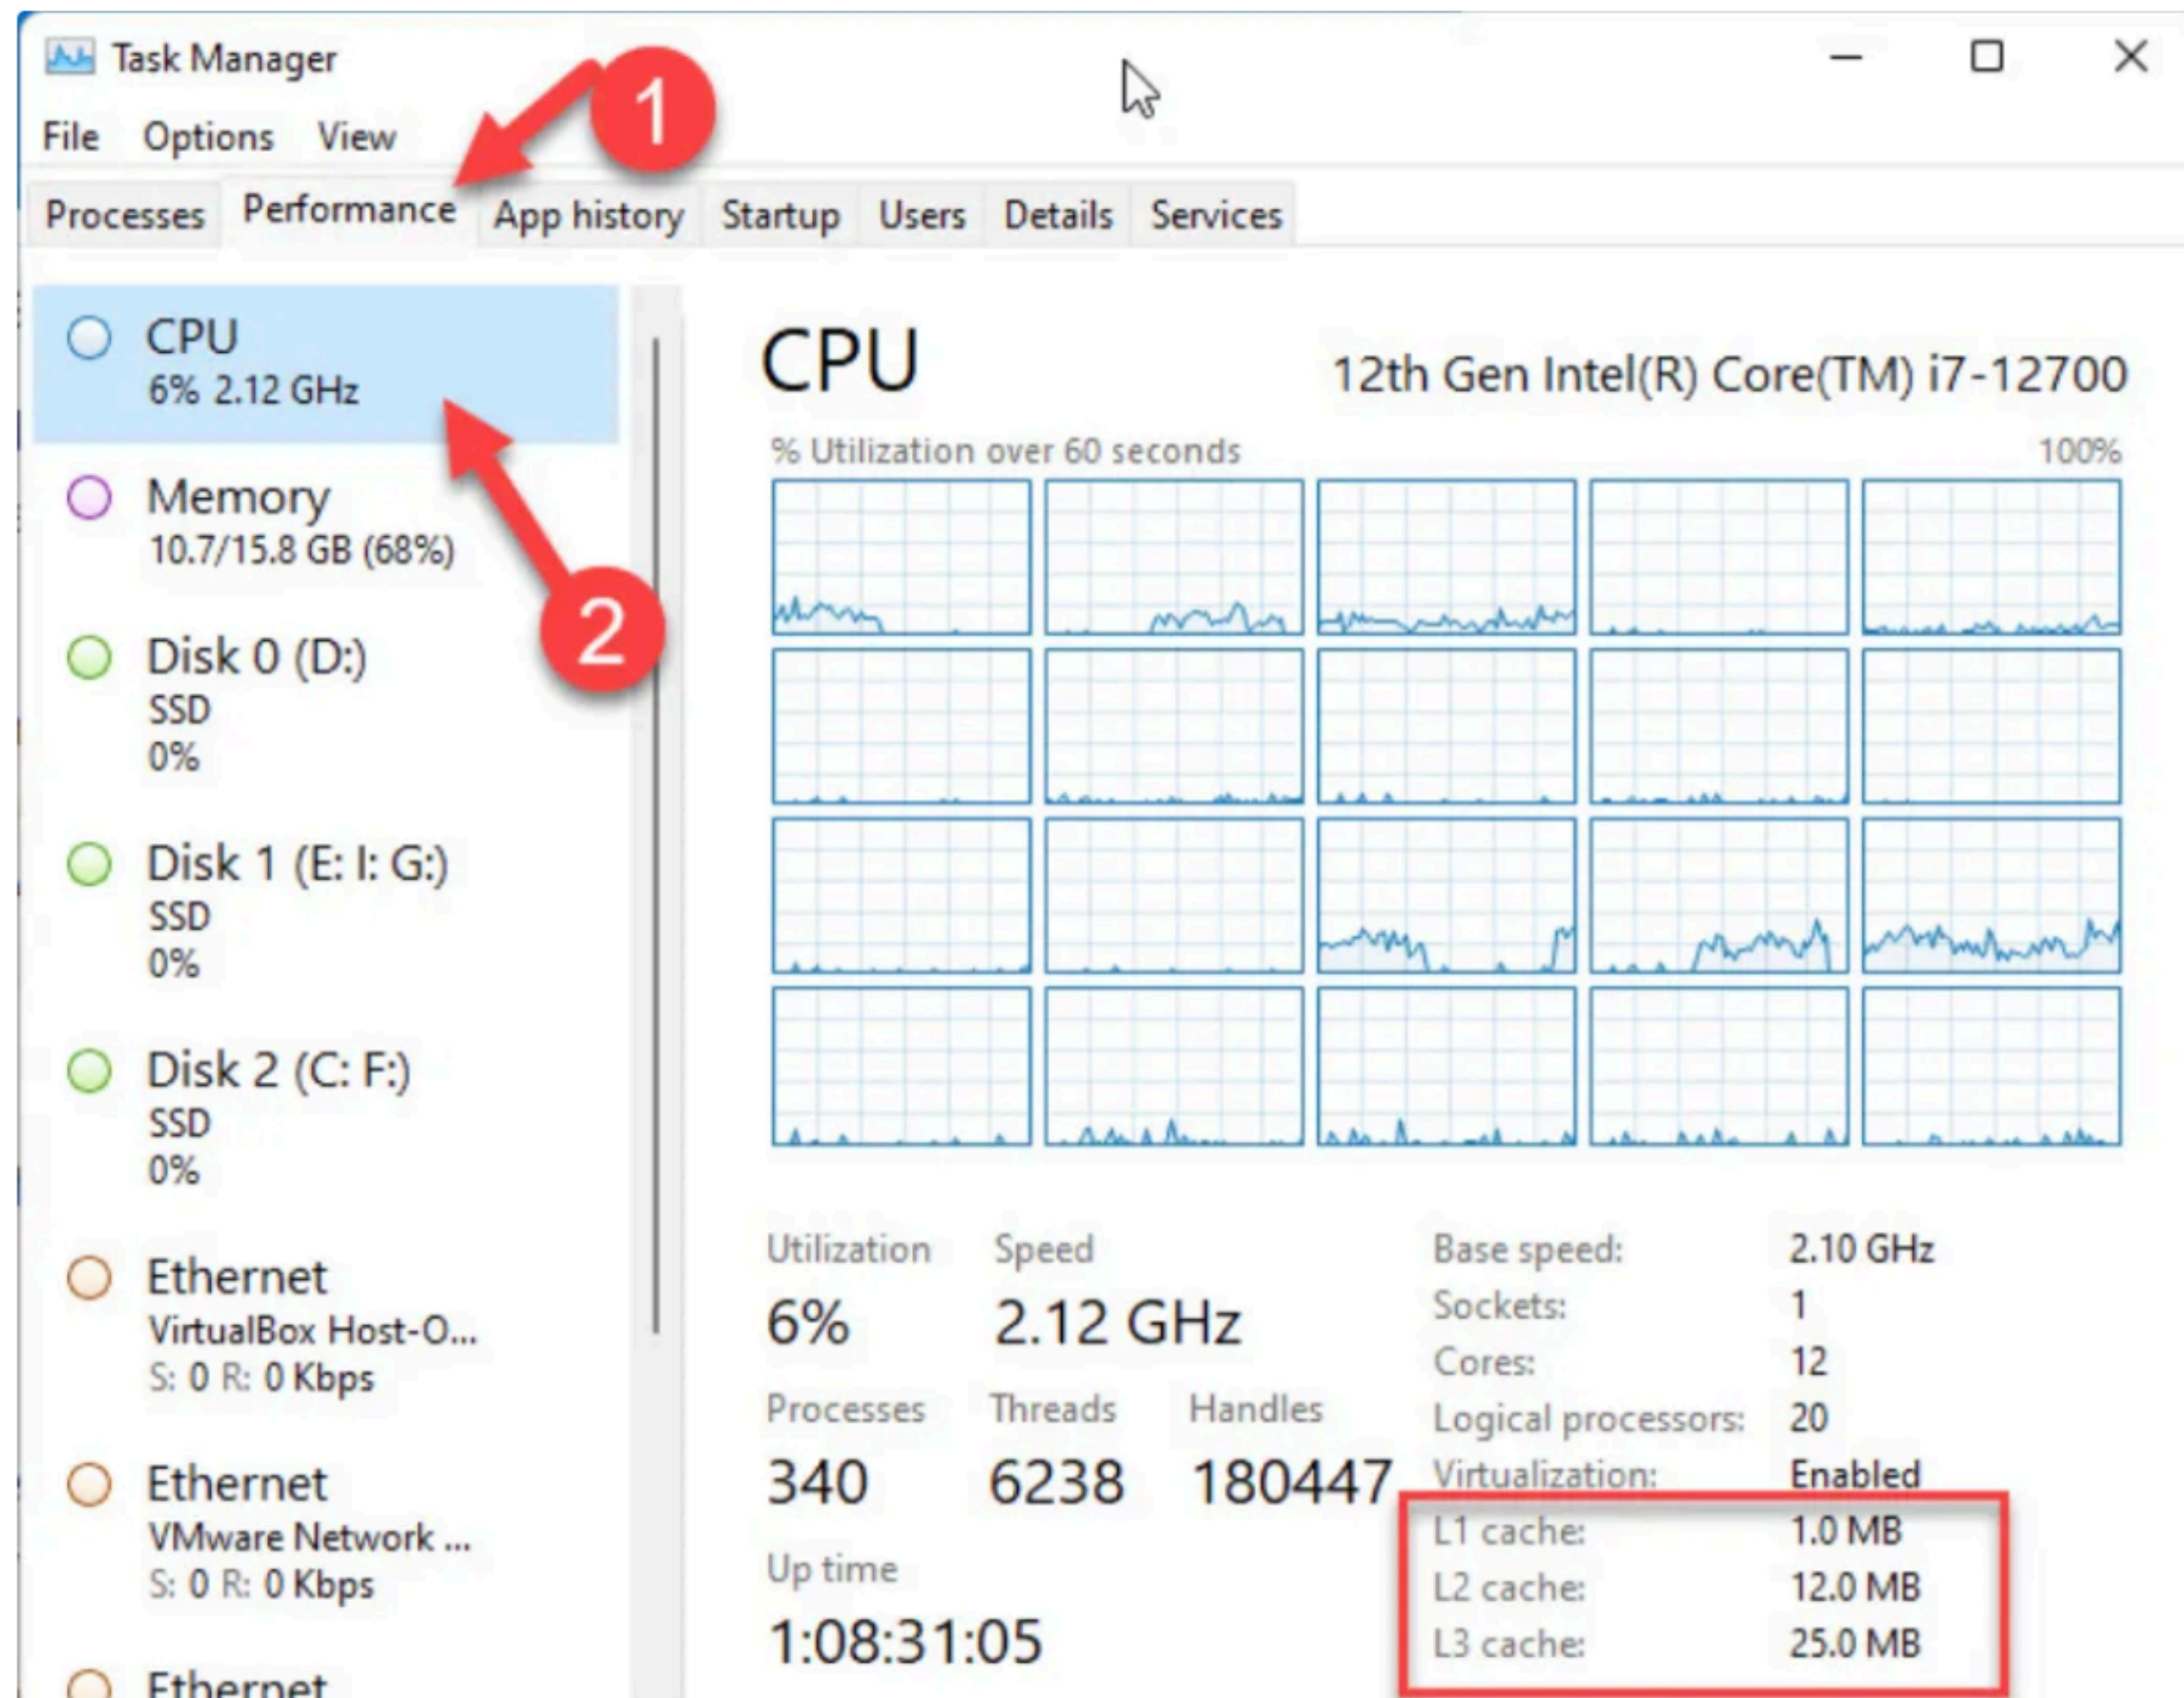 Task Manager
1
File Options View
Processes Performance App history Startup Users Details Services
CPU
6% 2.12 GHz
Memory
10.7/15.8 GB (68%)
2
Disk 0 (D:)
SSD
0%
Disk 1 (E: I: G:)
SSD
0%
Disk 2 (C: F:)
SSD
0%
Ethernet
VirtualBox Host-O...
S: 0 R: 0 Kbps
Ethernet
VMware Network ...
S: 0 R: 0 Kbps
Ethernet
CPU 12th Gen Intel(R) Core(TM) i7-12700
% Utilization over 60 seconds 100%
Utilization Speed
6% 2.12 GHz
Processes Threads Handles
340 6238 180447
Up time
1:08:31:05
Base speed: 2.10 GHz
Sockets: 1
Cores: 12
Logical processors: 20
Virtualization: Enabled
L1 cache: 1.0 MB
L2 cache: 12.0 MB
L3 cache: 25.0 MB